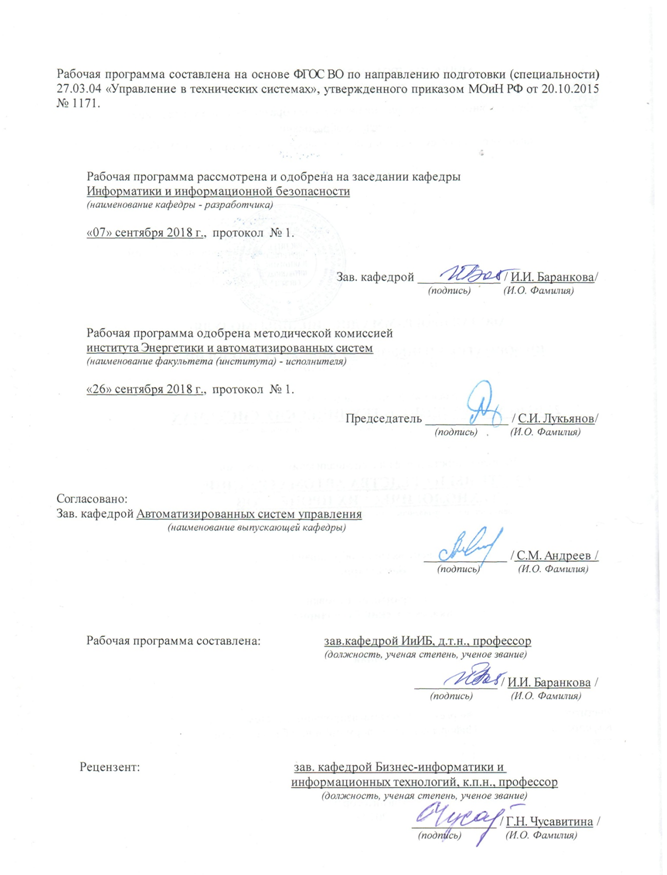 Рабочая программа составлена на основе ФГОС ВО по направлению подготовки (специальности)
27.03.04 «Управление в технических системах», утвержденного приказом МОиН РФ от 20.10.2015
№ 1171.
Рабочая программа рассмотрена и одобрена на заседании кафедры
Информатики и информационной безопасности
(наименование кафедры - разработчика)
«07» сентября 2018 г., протокол № 1.
Зав. кафедрой / И.И. Баранкова/
(подпись) (И.О. Фамилия)
Рабочая программа одобрена методической комиссией
института Энергетики и автоматизированных систем
(наименование факультета (института) - исполнителя)
«26» сентября 2018 г., протокол № 1.
Председатель / С.И. Лукьянов/
(подпись) (И.О. Фамилия)
Согласовано:
Зав. кафедрой Автоматизированных систем управления
(наименование выпускающей кафедры)
/ С.М. Андреев /
(подпись) (И.О. Фамилия)
Рабочая программа составлена: зав.кафедрой ИиИБ, д.т.н., профессор
(должность, ученая степень, ученое звание)
/ И.И. Баранкова /
(подпись) (И.О. Фамилия)
Рецензент: зав. кафедрой Бизнес-информатики и
информационных технологий, к.п.н., профессор
(должность, ученая степень, ученое звание)
/ Г.Н. Чусавитина /
(подпись) (И.О. Фамилия)